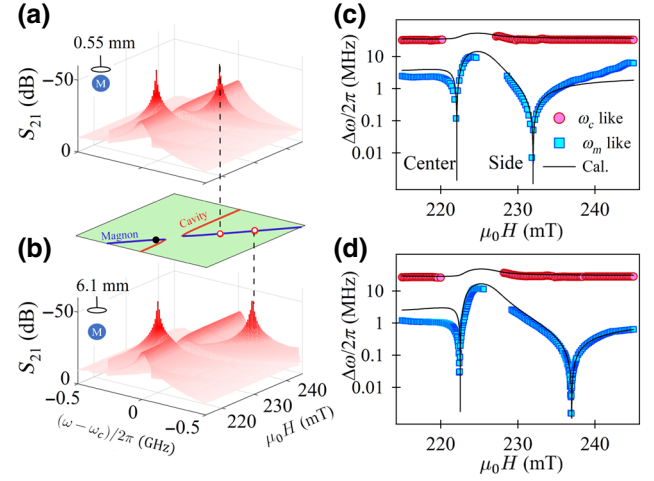 (a)
0.55 mm
M
−50
0
S21 (dB)
Magnon
Cavity
(b)
6.1 mm
M
−50
0
S21 (dB)
−0.5
0
−0.5
(ω−ωc)/2π (GHz)
220
230
240
μ0H (mT)
(c)
10
1
0.1
0.01
Δω/2π (MHz)
Center
Side
ωc like
ωm like
Cal.
220
230
240
μ0H (mT)
(d)
10
1
0.1
0.01
Δω/2π (MHz)
220
230
240
μ0H (mT)